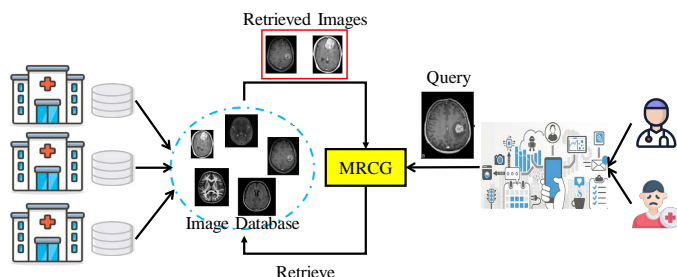 Retrieved Images
Query
MRCG
Image Database
Retrieve